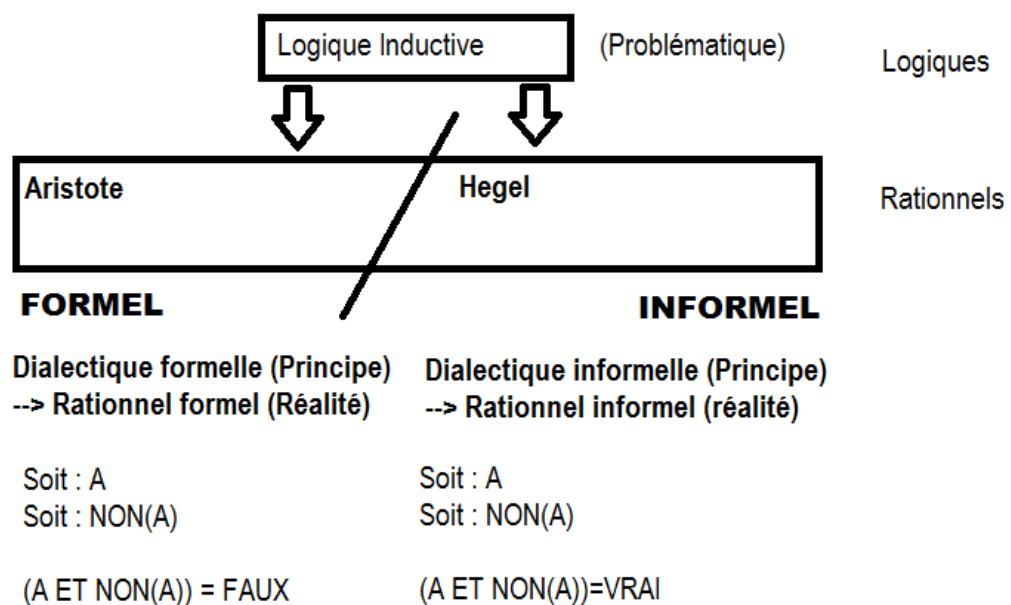 Logique Inductive (Problématique) Logiques
Aristote Hegel Rationnels
FORMEL INFORMEL
Dialectique formelle (Principe)
--> Rationnel formel (Réalité)
Dialectique informelle (Principe)
--> Rationnel informel (réalité)
Soit : A
Soit : NON(A)
(A ET NON(A)) = FAUX
Soit : A
Soit : NON(A)
(A ET NON(A))=VRAI